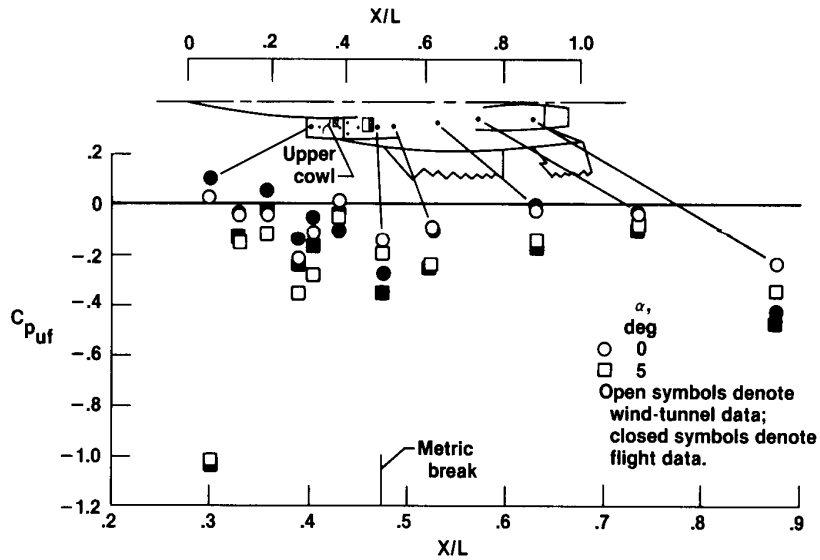 X/L
0 .2 .4 .6 .8 1.0
Upper
cowl
.2
0
–.2
–.4
–.6
–.8
–1.0
–1.2
Cpuf
α,
deg
0
5
Open symbols denote
wind-tunnel data;
closed symbols denote
flight data.
Metric
break
.2 .3 .4 .5 .6 .7 .8 .9
X/L